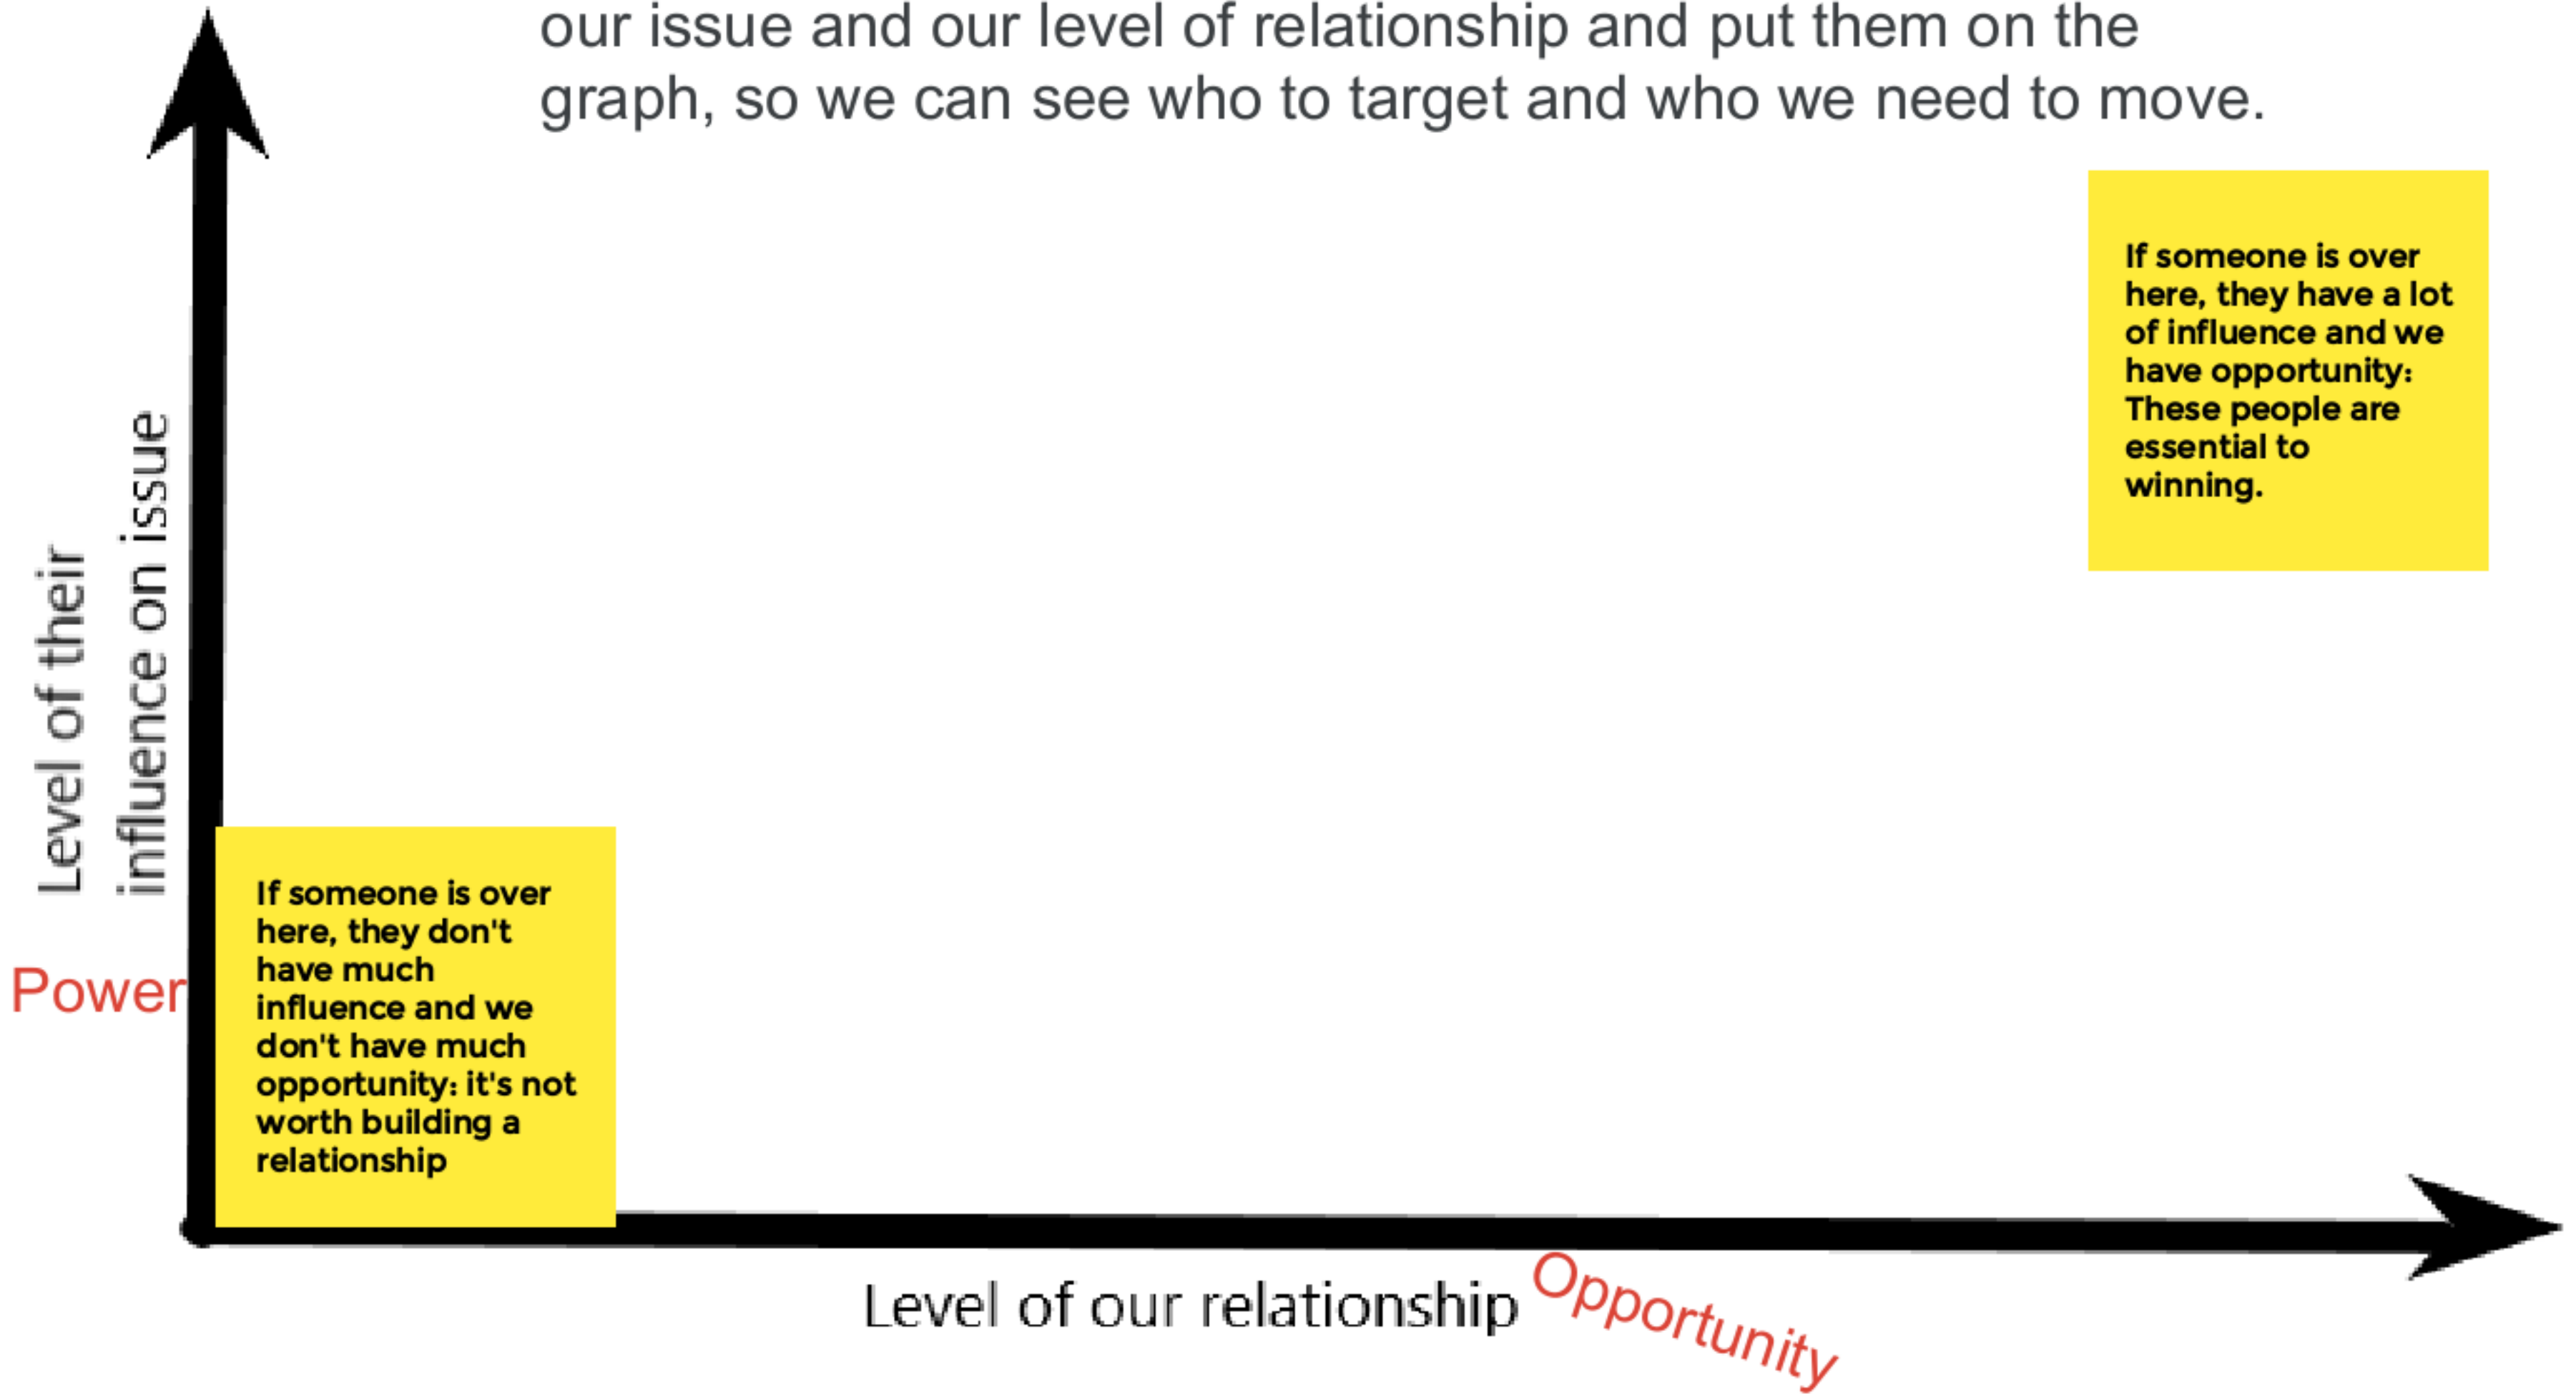 our issue and our level of relationship and put them on the
graph, so we can see who to target and who we need to move.
If someone is over
here, they have a lot
of influence and we
have opportunity:
These people are
essential to
winning.
Level of their
influence on issue
Power
If someone is over
here, they don't
have much
influence and we
don't have much
opportunity: it's not
worth building a
relationship
Level of our relationship
Opportunity